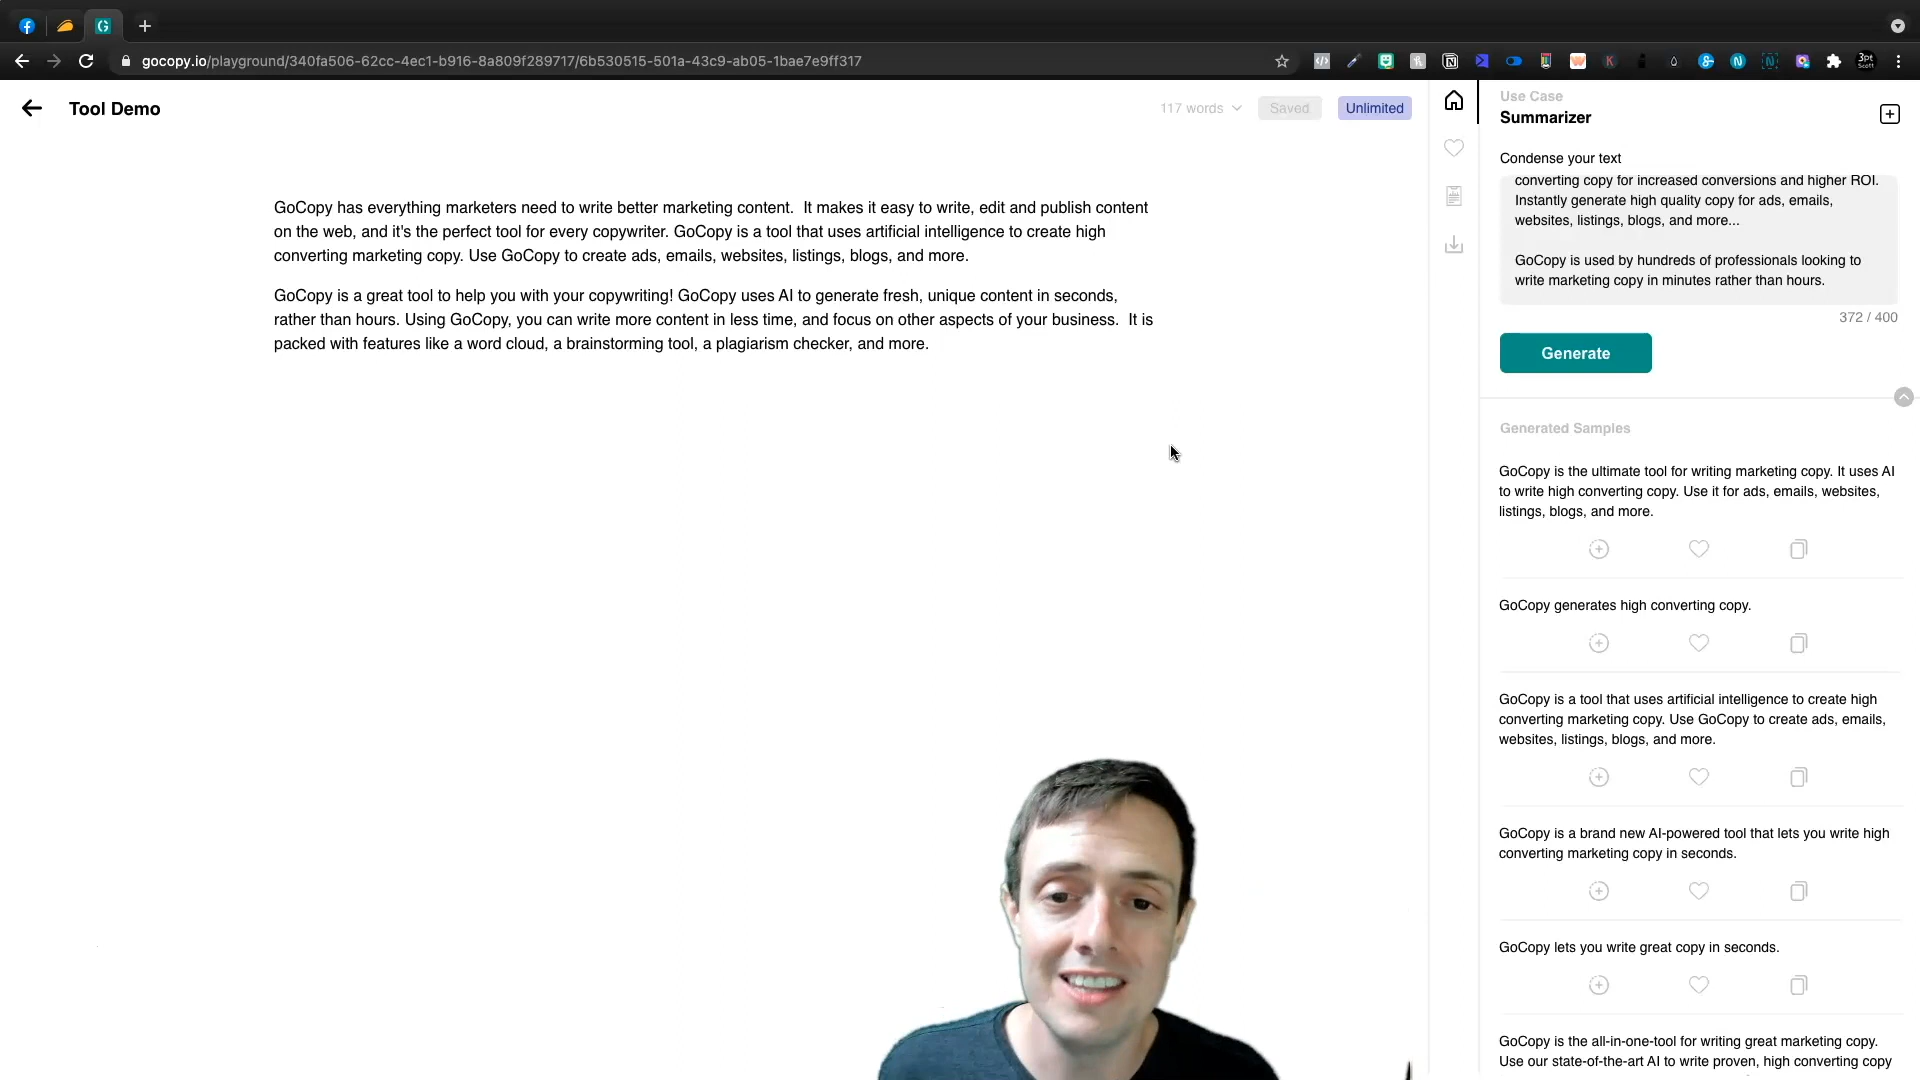 gocopy.io/playground/340fa506-62cc-4ec1-b916-8a809f289717/6b530515-501a-43c9-ab05-1bae7e9ff317
3pt
Scott
Tool Demo
117 words
Saved
Unlimited
GoCopy has everything marketers need to write better marketing content.  It makes it easy to write, edit and publish content
on the web, and it's the perfect tool for every copywriter. GoCopy is a tool that uses artificial intelligence to create high
converting marketing copy. Use GoCopy to create ads, emails, websites, listings, blogs, and more.
GoCopy is a great tool to help you with your copywriting! GoCopy uses AI to generate fresh, unique content in seconds,
rather than hours. Using GoCopy, you can write more content in less time, and focus on other aspects of your business.  It is
packed with features like a word cloud, a brainstorming tool, a plagiarism checker, and more.
Use Case
Summarizer
Condense your text
converting copy for increased conversions and higher ROI.
Instantly generate high quality copy for ads, emails,
websites, listings, blogs, and more...
GoCopy is used by hundreds of professionals looking to
write marketing copy in minutes rather than hours.
372 / 400
Generate
Generated Samples
GoCopy is the ultimate tool for writing marketing copy. It uses AI
to write high converting copy. Use it for ads, emails, websites,
listings, blogs, and more.
GoCopy generates high converting copy.
GoCopy is a tool that uses artificial intelligence to create high
converting marketing copy. Use GoCopy to create ads, emails,
websites, listings, blogs, and more.
GoCopy is a brand new AI-powered tool that lets you write high
converting marketing copy in seconds.
GoCopy lets you write great copy in seconds.
GoCopy is the all-in-one-tool for writing great marketing copy.
Use our state-of-the-art AI to write proven, high converting copy